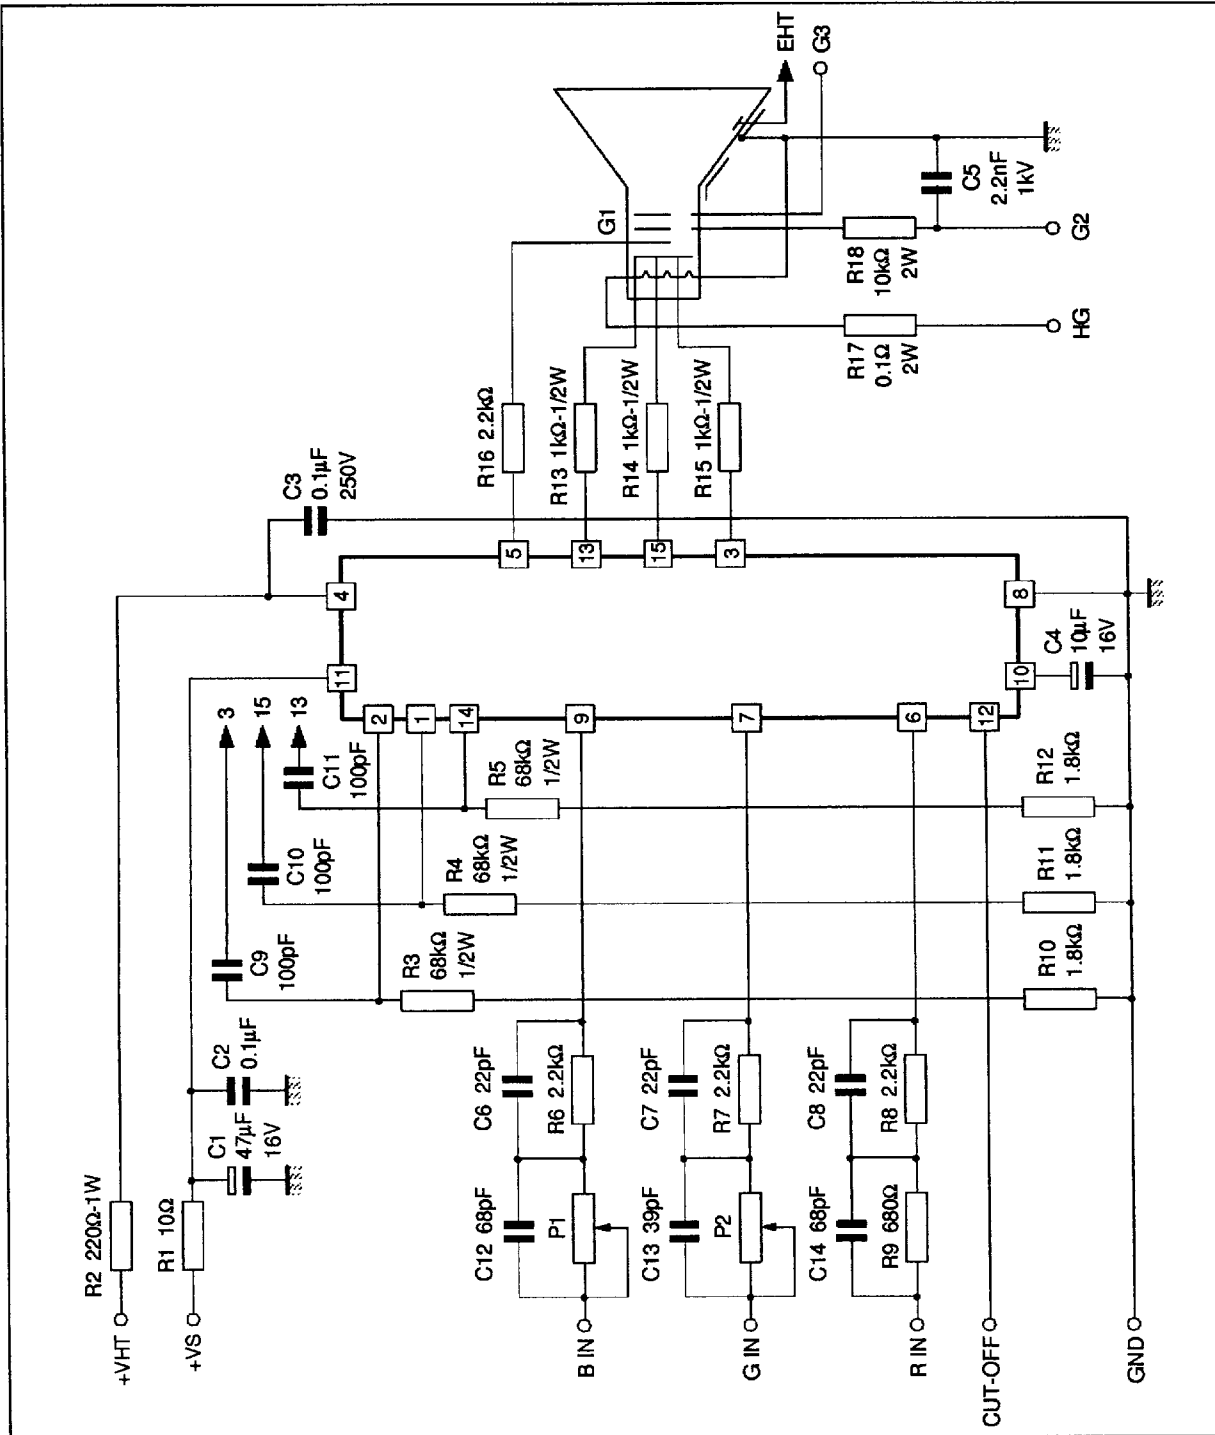 R2 220Ω-1W
+VHT
R1 10Ω
+VS
C1
47µF
16V
C2
0.1µF
C9
100pF
C10
100pF
C11
100pF
3
15
13
R3
68kΩ
1/2W
R4
68kΩ
1/2W
R5
68kΩ
1/2W
C12 68pF
C6 22pF
P1
R6 2.2kΩ
B IN
C13 39pF
C7 22pF
P2
R7 2.2kΩ
G IN
C14 68pF
C8 22pF
R9 680Ω
R8 2.2kΩ
R IN
CUT-OFF
GND
R10
1.8kΩ
R11
1.8kΩ
R12
1.8kΩ
4
11
2
1
14
9
7
6
12
10
8
5
13
15
3
C4
10µF
16V
C3
0.1µF
250V
R16 2.2kΩ
R13 1kΩ-1/2W
R14 1kΩ-1/2W
R15 1kΩ-1/2W
G1
EHT
G3
C5
2.2nF
1kV
R18
10kΩ
2W
G2
R17
0.1Ω
2W
HG